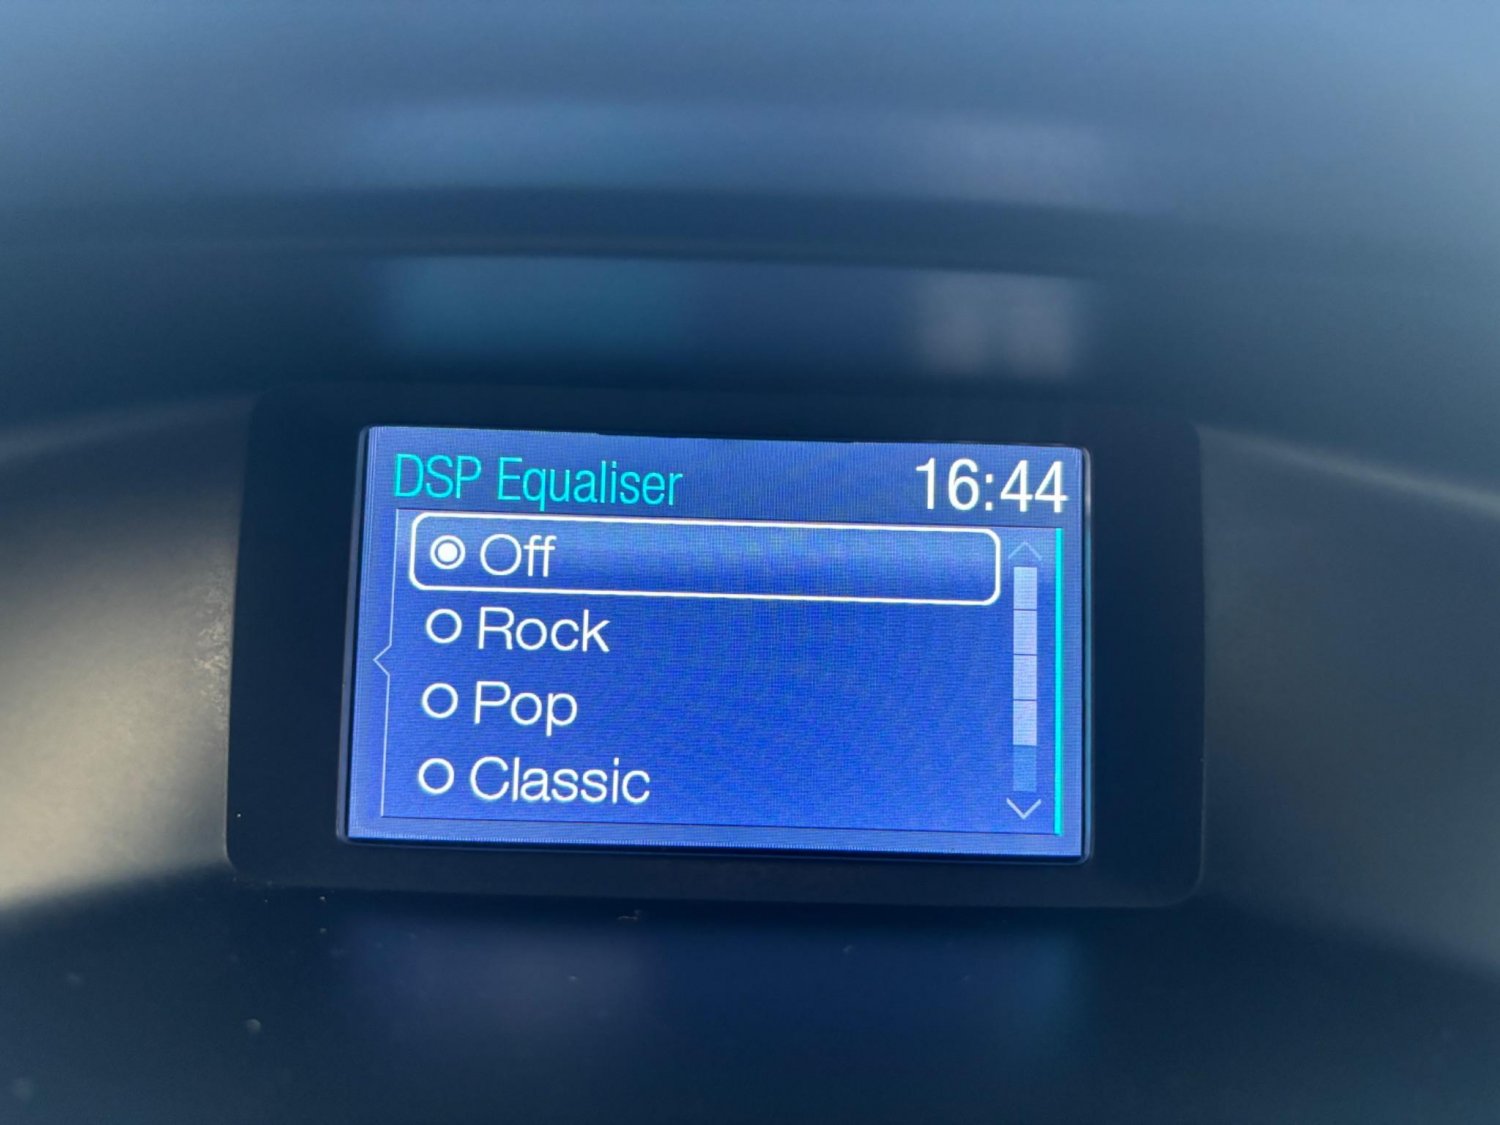 DSP Equaliser 16:44
Off
Rock
Pop
Classic